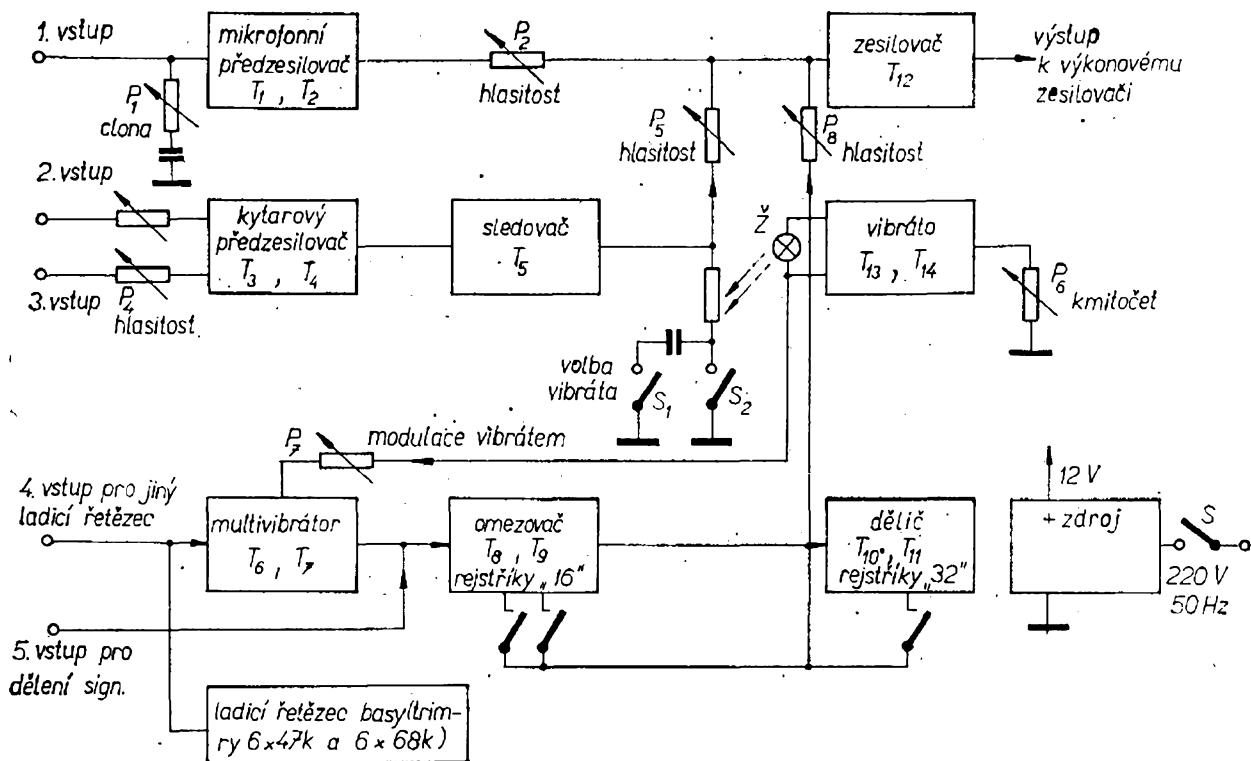 1. vstup
mikrofonní
předzesilovač
T1 , T2
P2
hlasitost
zesilovač
T12
výstup
k výkonovému
zesilovači
P1
clona
P5
hlasitost
P8
hlasitost
2. vstup
kytarový
předzesilovač
T3 , T4
sledovač
T5
Ž
vibráto
T13 , T14
P6
kmitočet
3. vstup
P4
hlasitost
volba
vibráta
S1
S2
P7
modulace vibrátem
4. vstup pro jiný
ladicí řetězec
multivibrátor
T6 , T7
omezovač
T8 , T9
rejstříky „16"
dělič
T10 , T11
rejstříky „32"
12 V
+ zdroj
S
220 V
50 Hz
5. vstup pro
dělení sign.
ladicí řetězec basy (trim-
ry 6×47k a 6×68k)